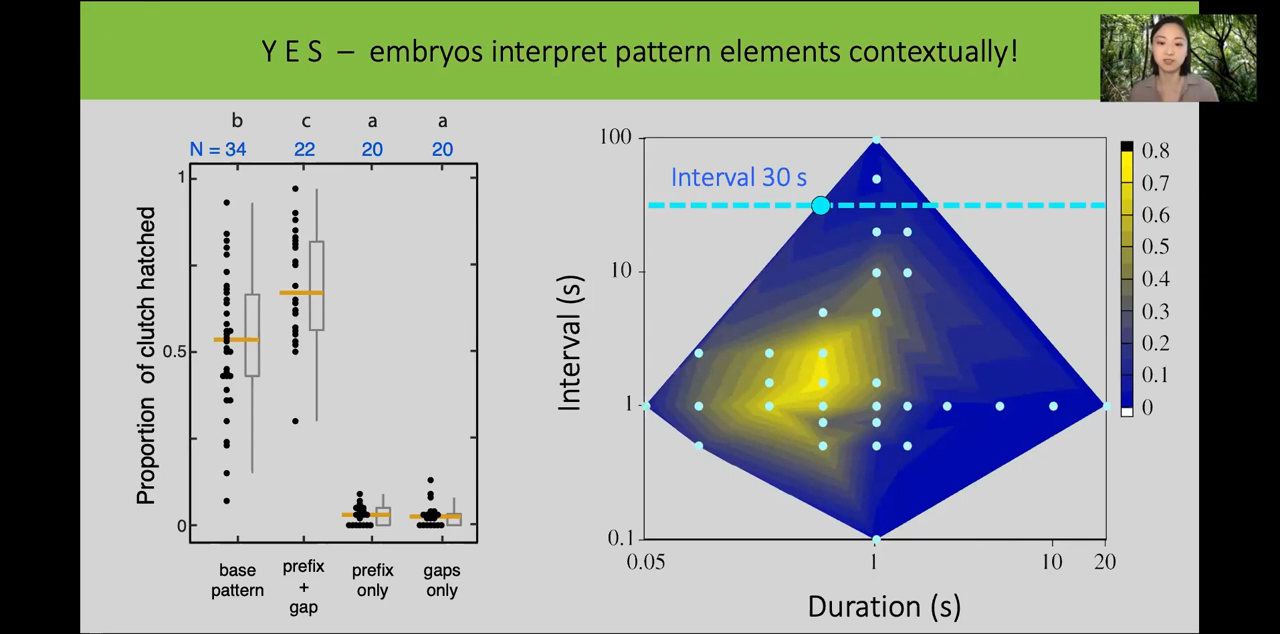 YES – embryos interpret pattern elements contextually!
b c a a
N = 34 22 20 20
1
0.5
0
Proportion of clutch hatched
base pattern
prefix + gap
prefix only
gaps only
Interval 30 s
100
10
1
0.1
Interval (s)
0.05 1 10 20
Duration (s)
0.8
0.7
0.6
0.5
0.4
0.3
0.2
0.1
0